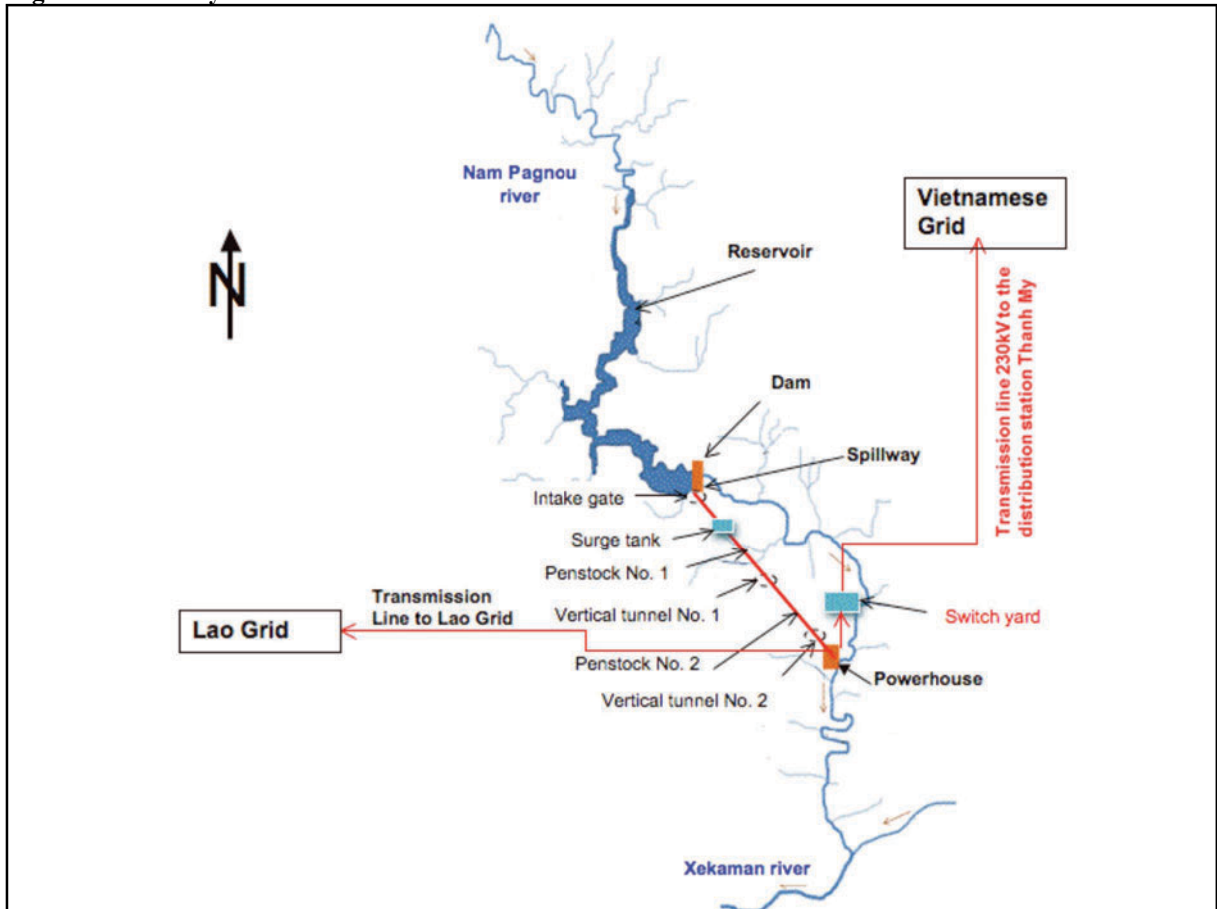 Nam Pagnou
river
Vietnamese
Grid
N
Reservoir
Transmission line 230kV to the
distribution station Thanh My
Dam
Spillway
Intake gate
Surge tank
Penstock No. 1
Transmission
Line to Lao Grid
Vertical tunnel No. 1
Switch yard
Lao Grid
Penstock No. 2
Powerhouse
Vertical tunnel No. 2
Xekaman river